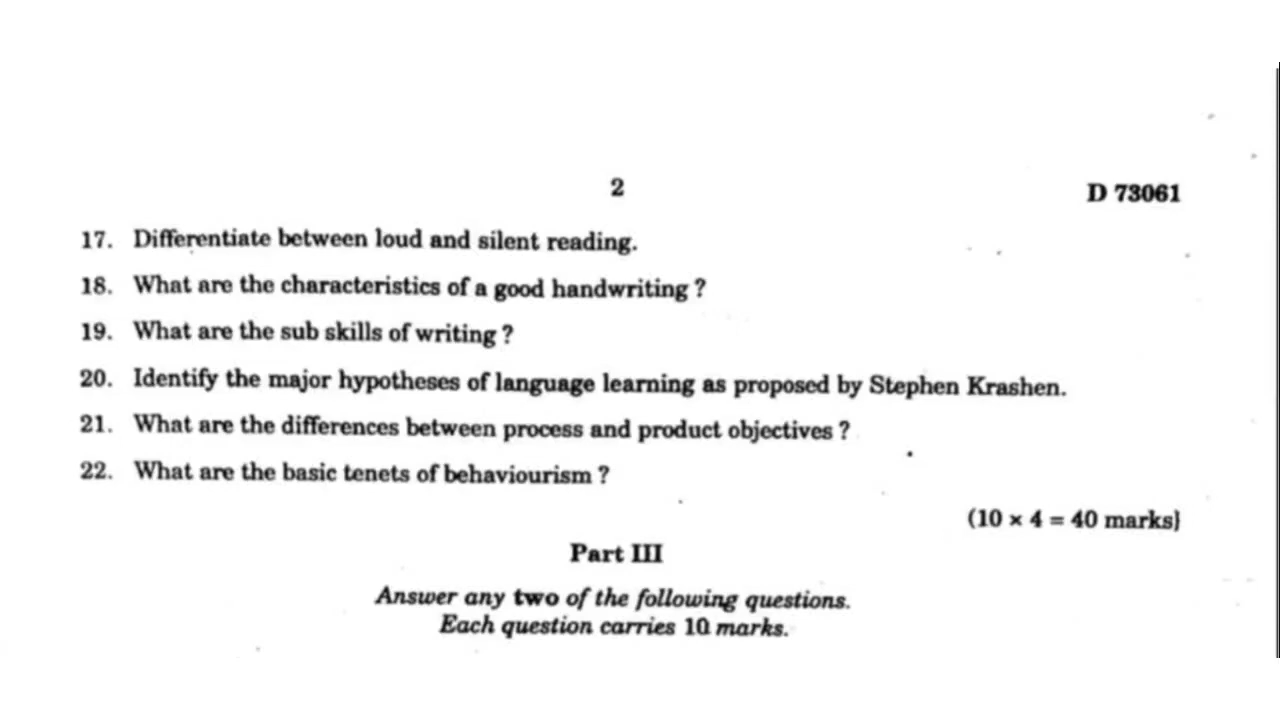 2
D 73061
17. Differentiate between loud and silent reading.
18. What are the characteristics of a good handwriting ?
19. What are the sub skills of writing ?
20. Identify the major hypotheses of language learning as proposed by Stephen Krashen.
21. What are the differences between process and product objectives ?
22. What are the basic tenets of behaviourism ?
(10 × 4 = 40 marks)
Part III
Answer any two of the following questions.
Each question carries 10 marks.